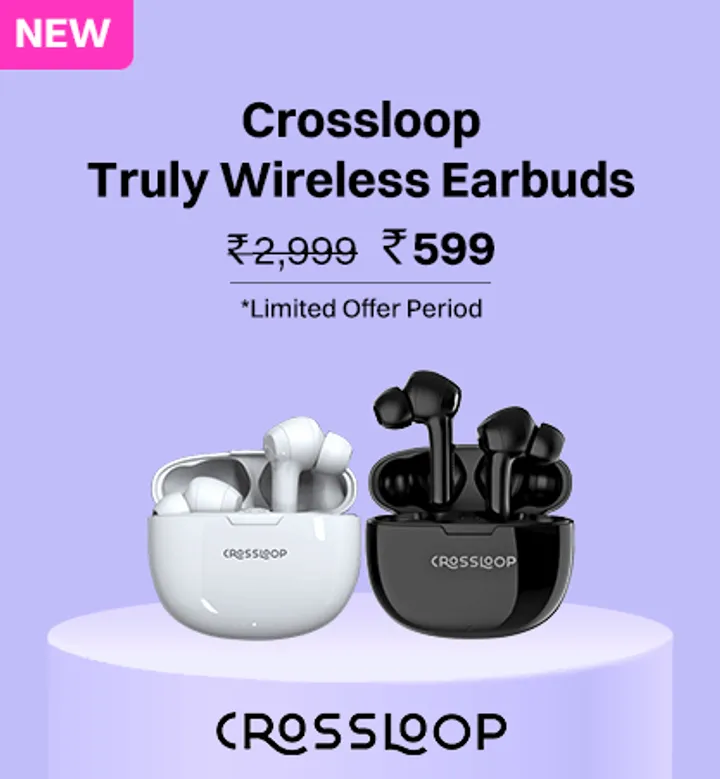 NEW
Crossloop
Truly Wireless Earbuds
₹2,999 ₹599
*Limited Offer Period
CROSSLOOP
CROSSLOOP
CROSSLOOP